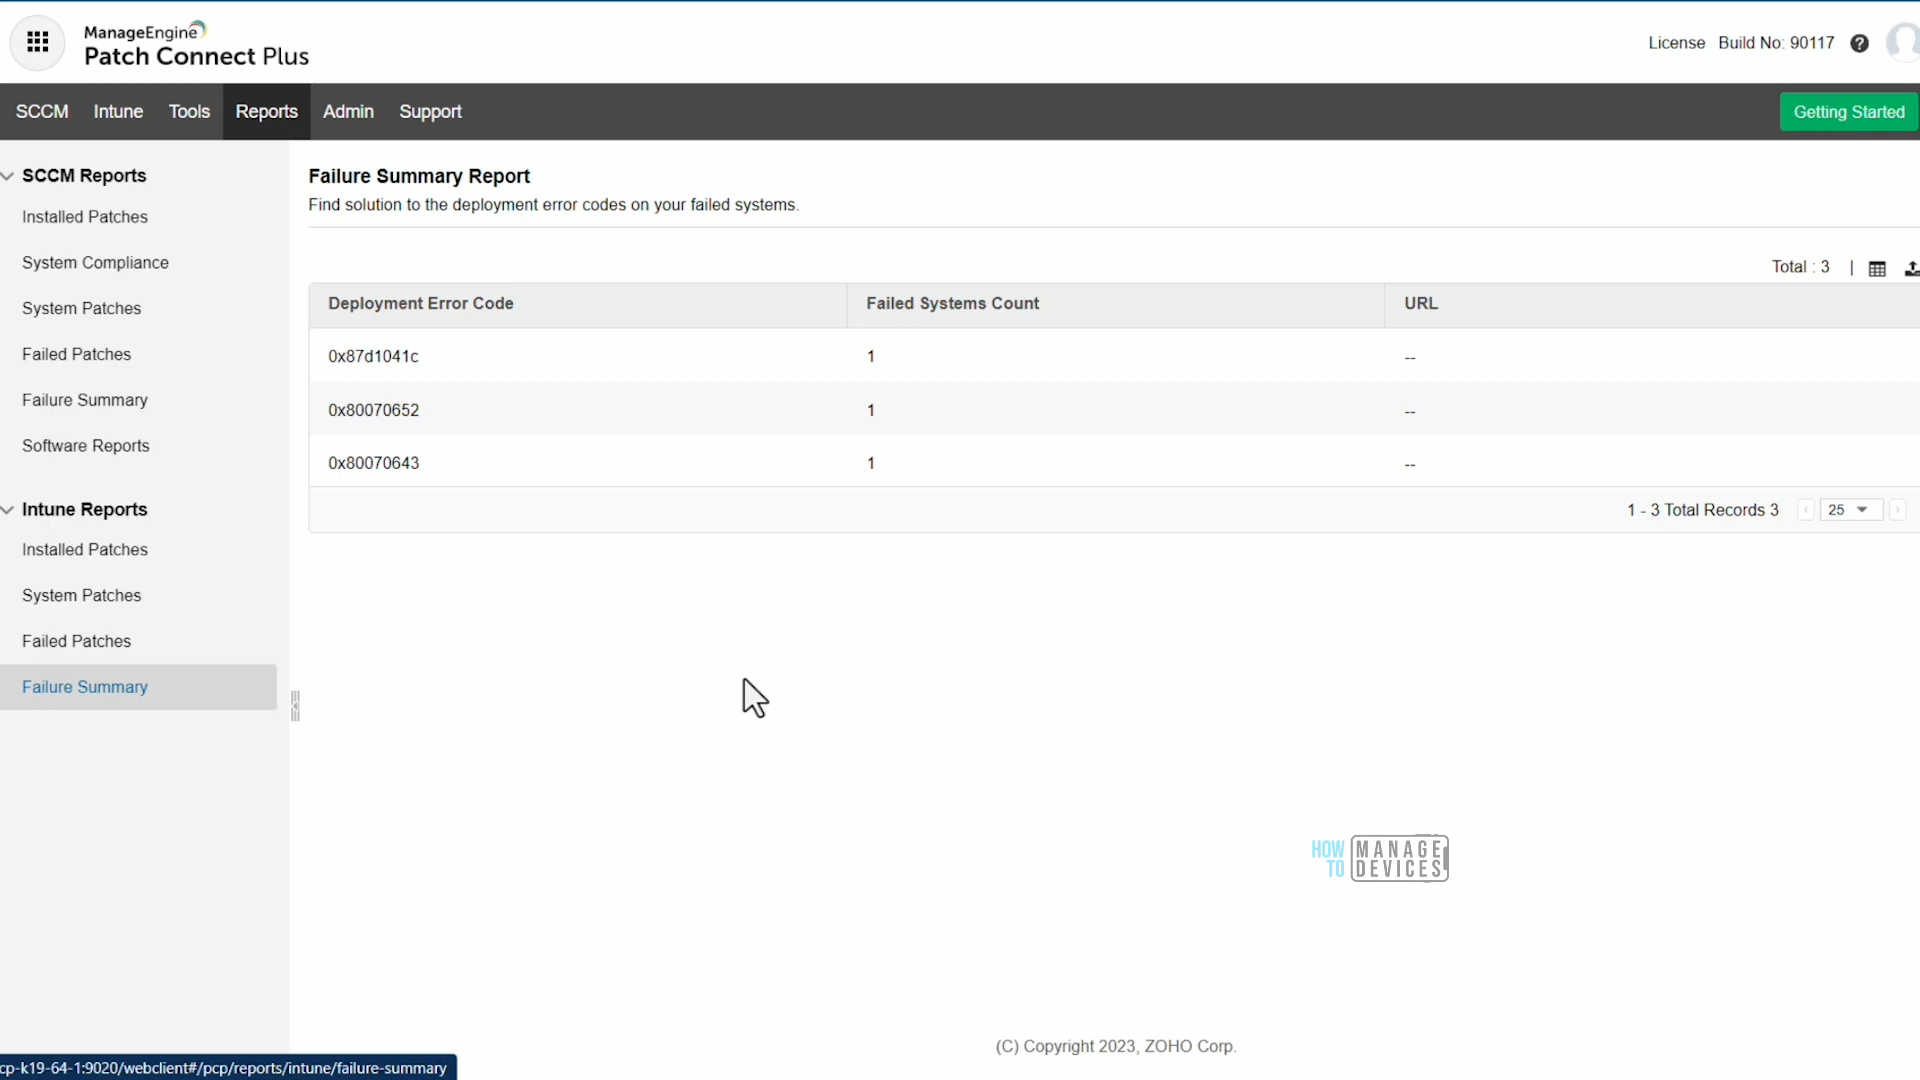 ManageEngine
Patch Connect Plus
License Build No: 90117 ?
SCCM Intune Tools Reports Admin Support Getting Started
SCCM Reports
Installed Patches
System Compliance
System Patches
Failed Patches
Failure Summary
Software Reports
Intune Reports
Installed Patches
System Patches
Failed Patches
Failure Summary
Failure Summary Report
Find solution to the deployment error codes on your failed systems.
Total : 3 |
Deployment Error Code Failed Systems Count URL
0x87d1041c 1 --
0x80070652 1 --
0x80070643 1 --
1 - 3 Total Records 3 25
HOW TO MANAGE DEVICES
(C) Copyright 2023, ZOHO Corp.
cp-k19-64-1:9020/webclient#/pcp/reports/intune/failure-summary